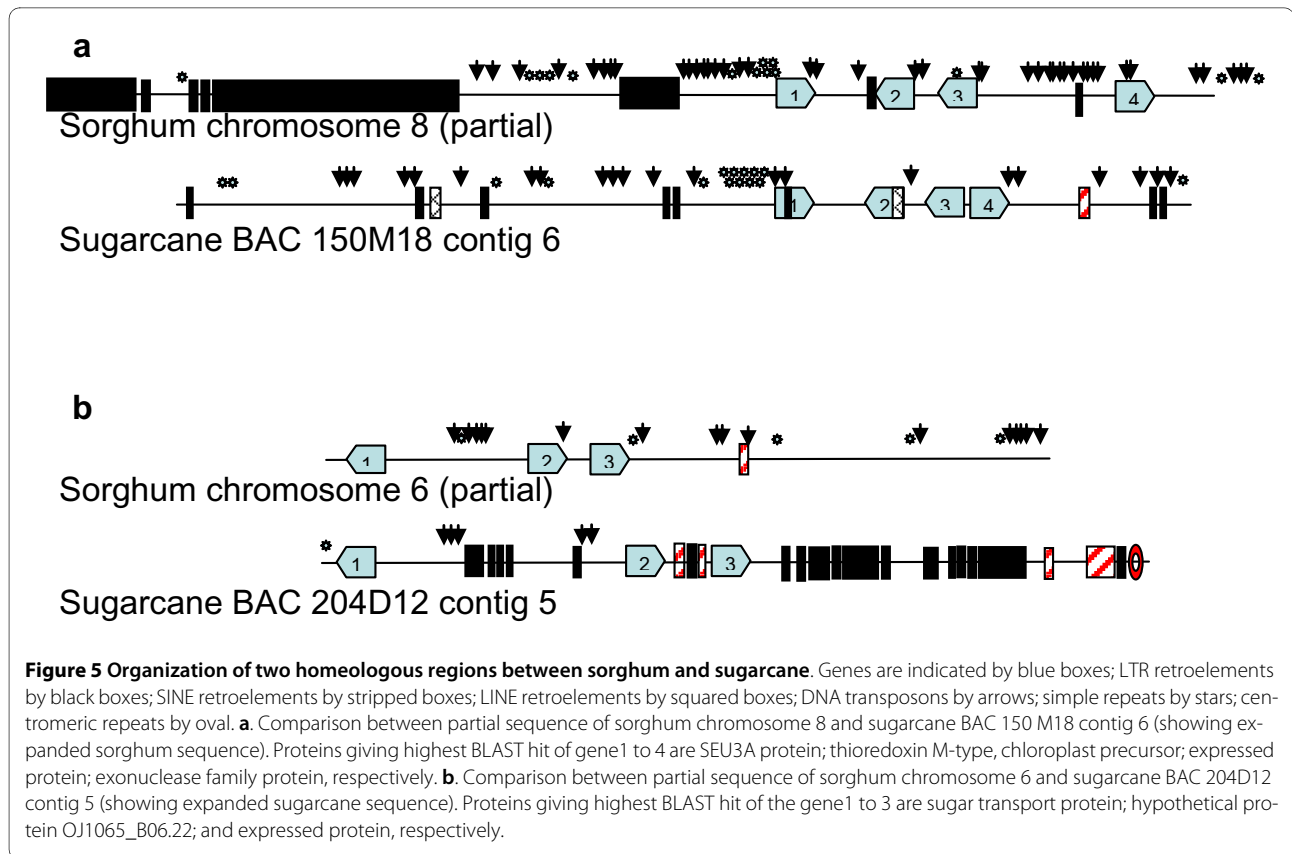 a
1 2 3 4
Sorghum chromosome 8 (partial)
1 2 3 4
Sugarcane BAC 150M18 contig 6
b
1 2 3
Sorghum chromosome 6 (partial)
1 2 3
Sugarcane BAC 204D12 contig 5
Figure 5 Organization of two homeologous regions between sorghum and sugarcane. Genes are indicated by blue boxes; LTR retroelements
by black boxes; SINE retroelements by stripped boxes; LINE retroelements by squared boxes; DNA transposons by arrows; simple repeats by stars; cen-
tromeric repeats by oval. a. Comparison between partial sequence of sorghum chromosome 8 and sugarcane BAC 150 M18 contig 6 (showing ex-
panded sorghum sequence). Proteins giving highest BLAST hit of gene1 to 4 are SEU3A protein; thioredoxin M-type, chloroplast precursor; expressed
protein; exonuclease family protein, respectively. b. Comparison between partial sequence of sorghum chromosome 6 and sugarcane BAC 204D12
contig 5 (showing expanded sugarcane sequence). Proteins giving highest BLAST hit of the gene1 to 3 are sugar transport protein; hypothetical pro-
tein OJ1065_B06.22; and expressed protein, respectively.